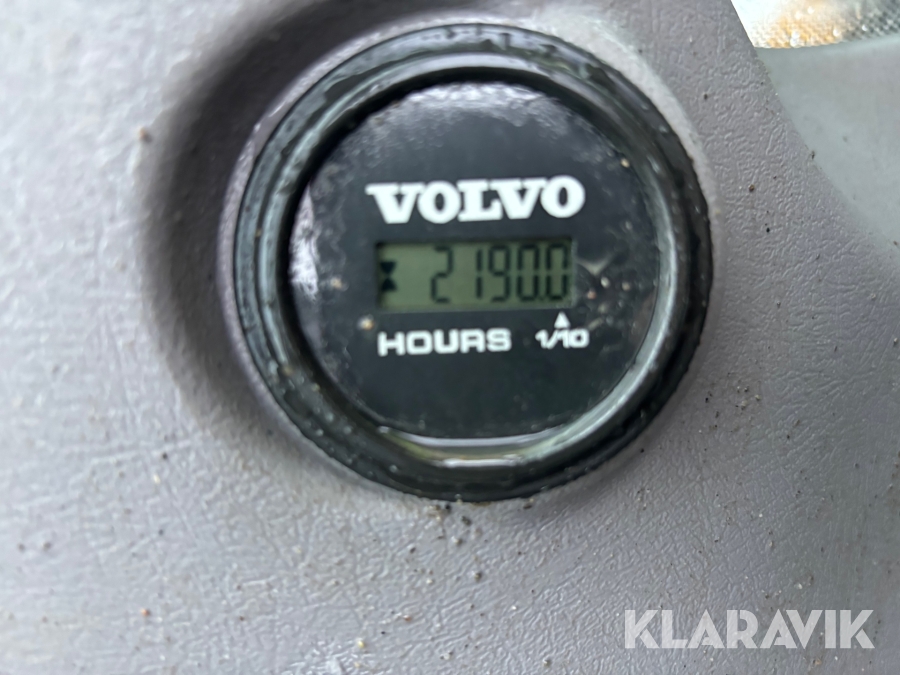 VOLVO
2190.0
HOURS 1/10
KLARAVIK